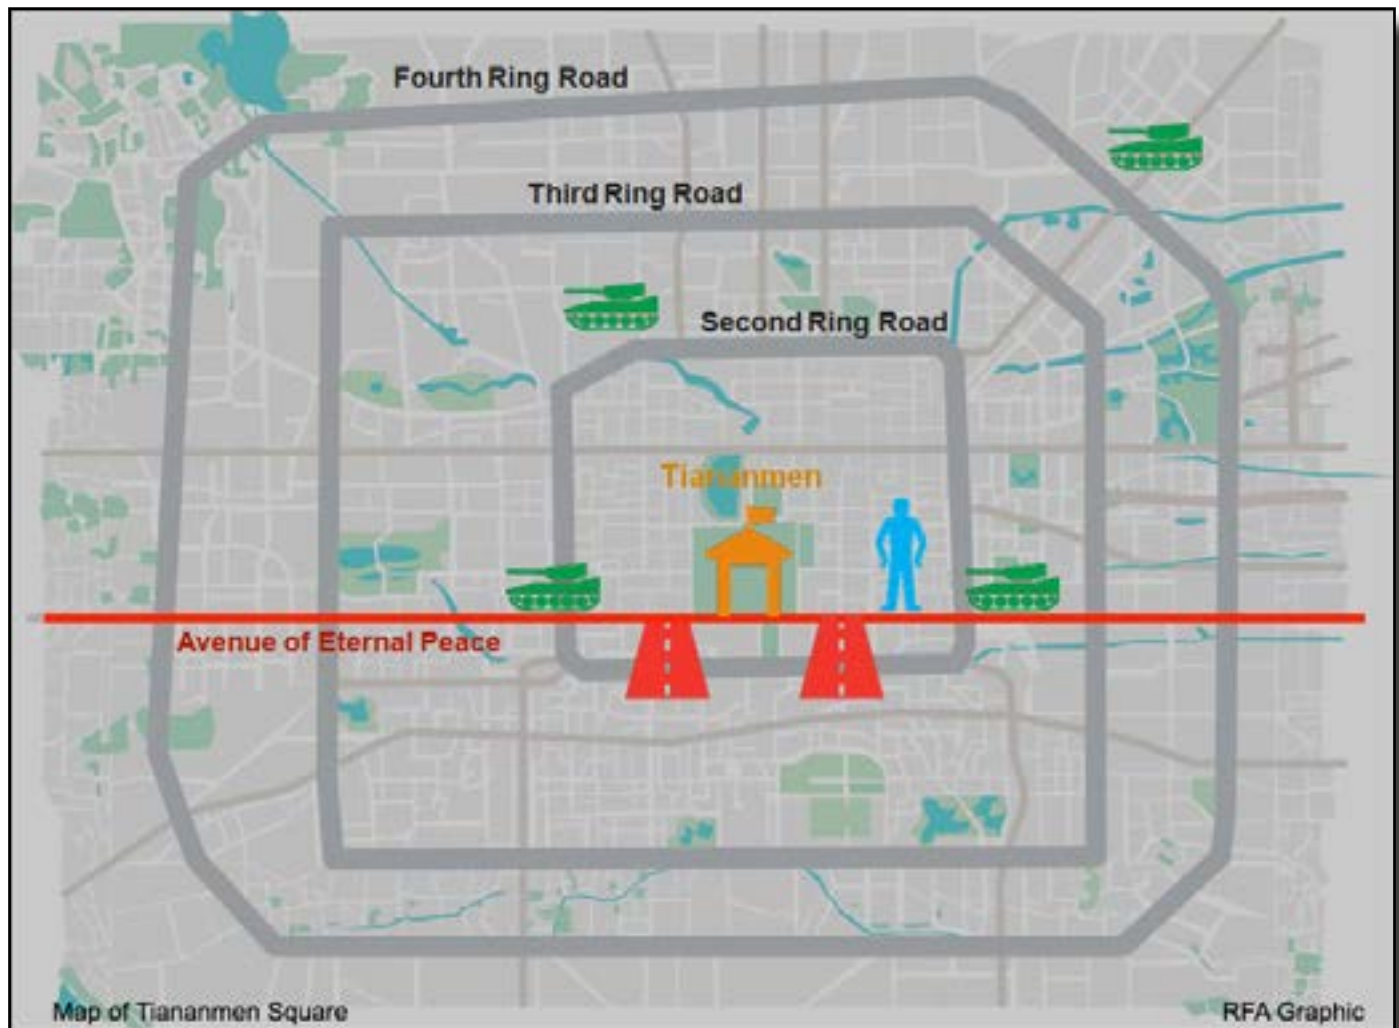 Fourth Ring Road
Third Ring Road
Second Ring Road
Tiananmen
Avenue of Eternal Peace
Map of Tiananmen Square
RFA Graphic